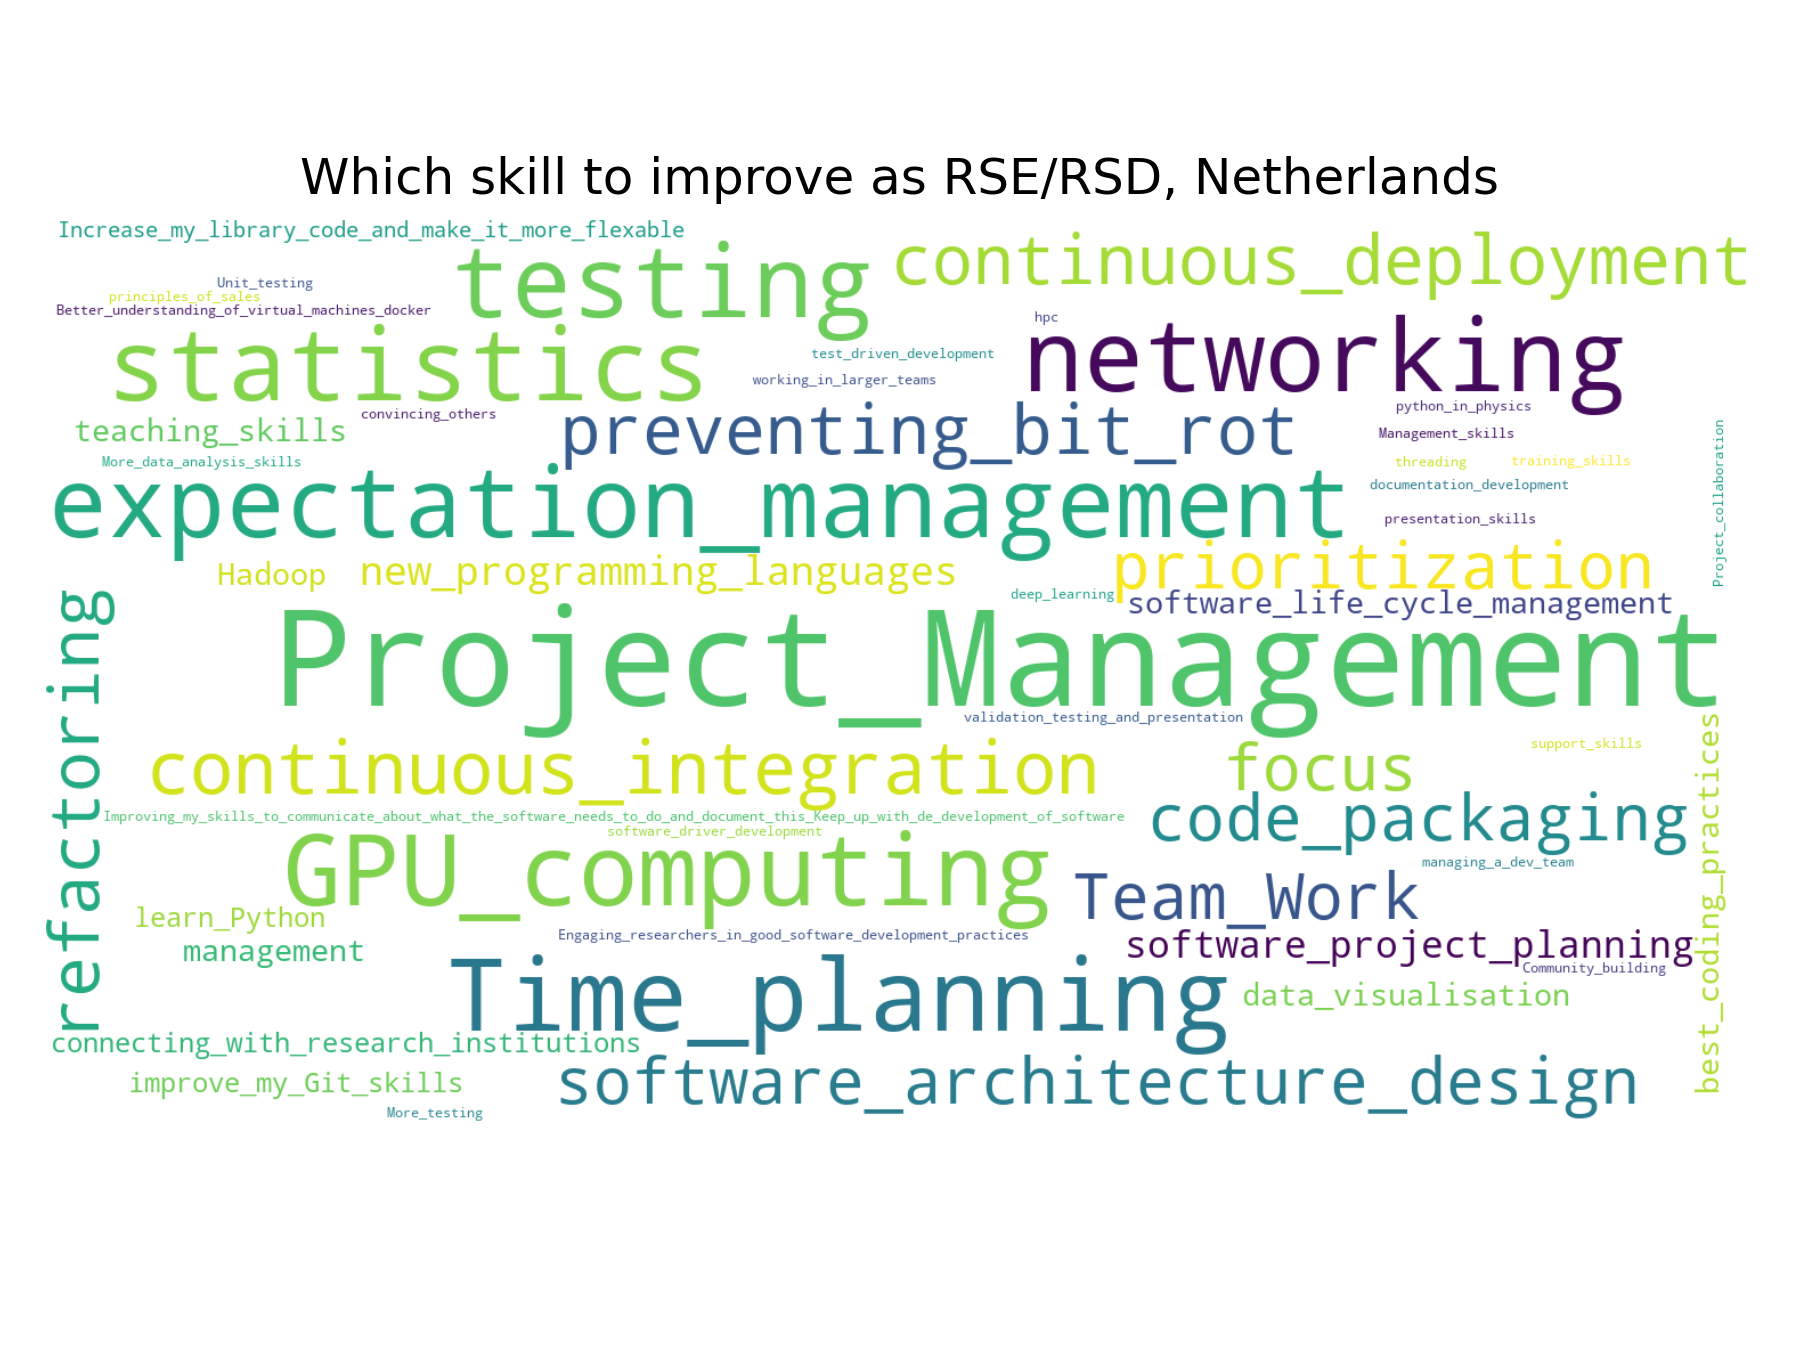 Which skill to improve as RSE/RSD, Netherlands
Increase_my_library_code_and_make_it_more_flexable
testing
continuous_deployment
Unit_testing
principles_of_sales
Better_understanding_of_virtual_machines_docker
hpc
statistics
test_driven_development
networking
working_in_larger_teams
convincing_others
python_in_physics
teaching_skills
preventing_bit_rot
Management_skills
More_data_analysis_skills
threading
training_skills
documentation_development
expectation_management
presentation_skills
Project_collaboration
Hadoop
new_programming_languages
prioritization
deep_learning
software_life_cycle_management
refactoring
Project_Management
validation_testing_and_presentation
continuous_integration
focus
support_skills
best_coding_practices
Improving_my_skills_to_communicate_about_what_the_software_needs_to_do_and_document_this_Keep_up_with_de_development_of_software
software_driver_development
code_packaging
GPU_computing
managing_a_dev_team
Team_Work
learn_Python
Engaging_researchers_in_good_software_development_practices
management
software_project_planning
Community_building
Time_planning
data_visualisation
connecting_with_research_institutions
improve_my_Git_skills
software_architecture_design
More_testing